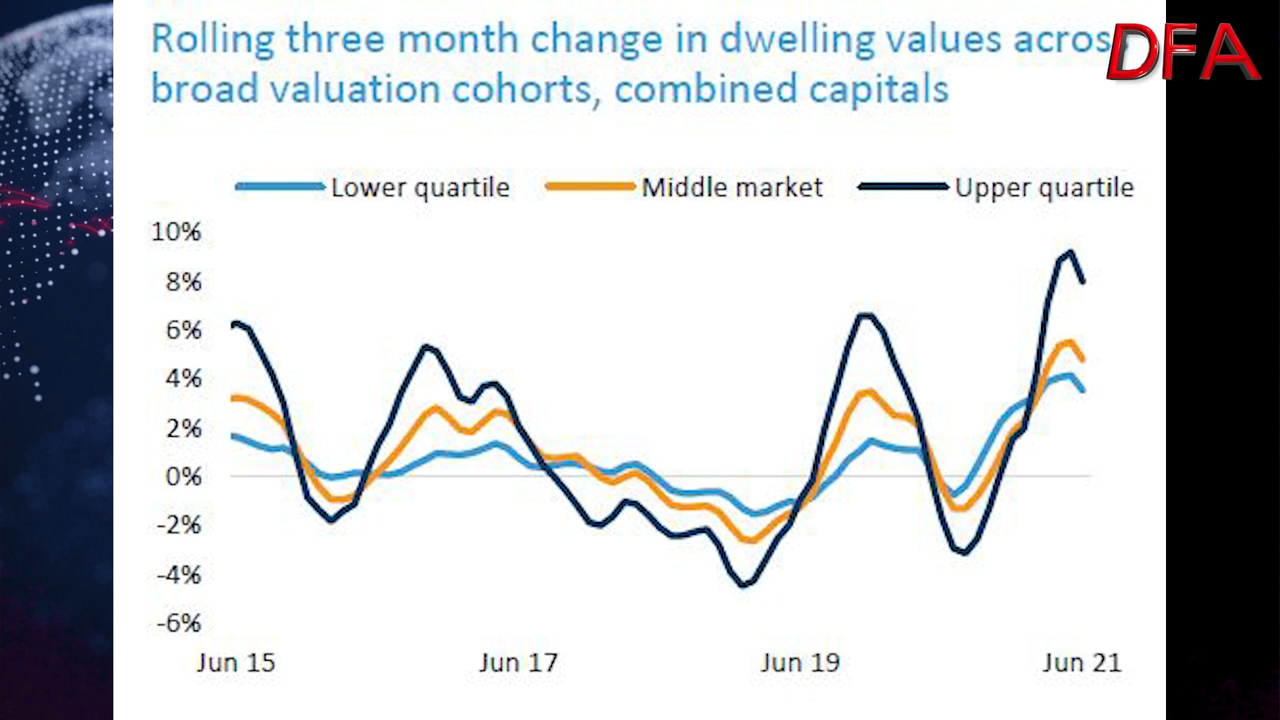 Rolling three month change in dwelling values across
DFA
broad valuation cohorts, combined capitals
Lower quartile Middle market Upper quartile
10%
8%
6%
4%
2%
0%
-2%
-4%
-6%
Jun 15 Jun 17 Jun 19 Jun 21